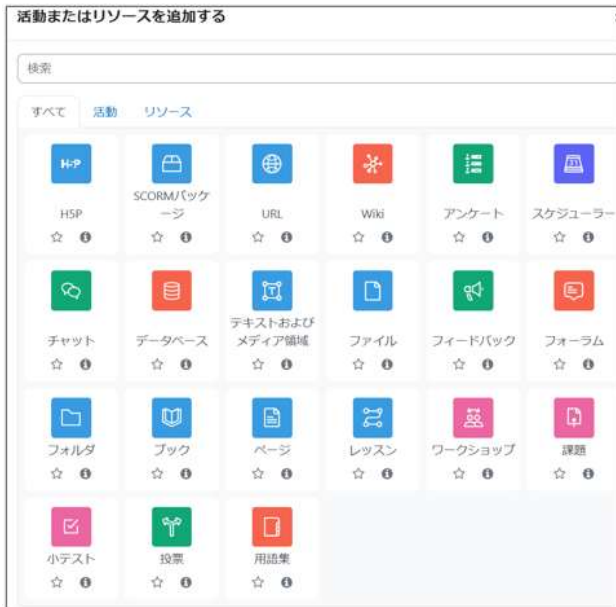 活動またはリソースを追加する
検索
すべて 活動 リソース
H5P
SCORMパッケ
ージ
URL
Wiki
アンケート
スケジューラー
チャット
データベース
テキストおよび
メディア領域
ファイル
フィードバック
フォーラム
フォルダ
ブック
ページ
レッスン
ワークショップ
課題
小テスト
投票
用語集